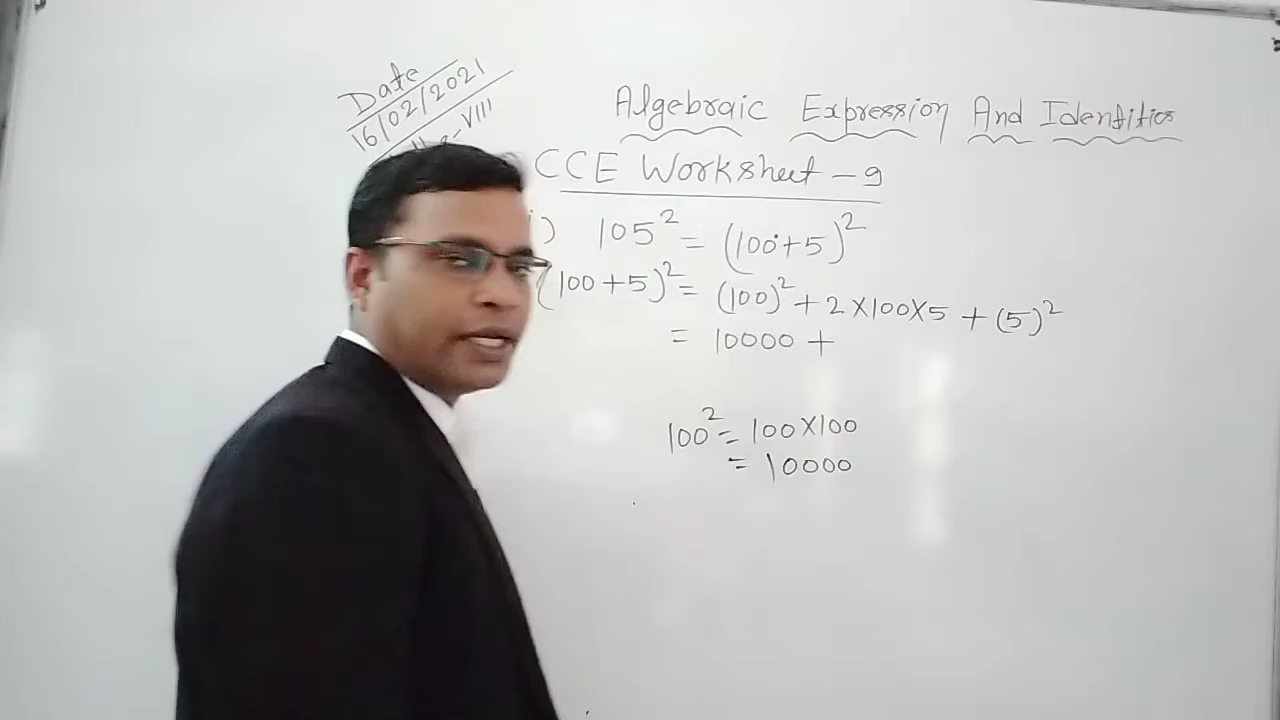 Date
16/02/2021
VIII
Algebraic Expression And Identities
CCE Worksheet - 9
i) 105² = (100+5)²
(100+5)² = (100)² + 2×100×5 + (5)²
= 10000 +
100² = 100×100
= 10000